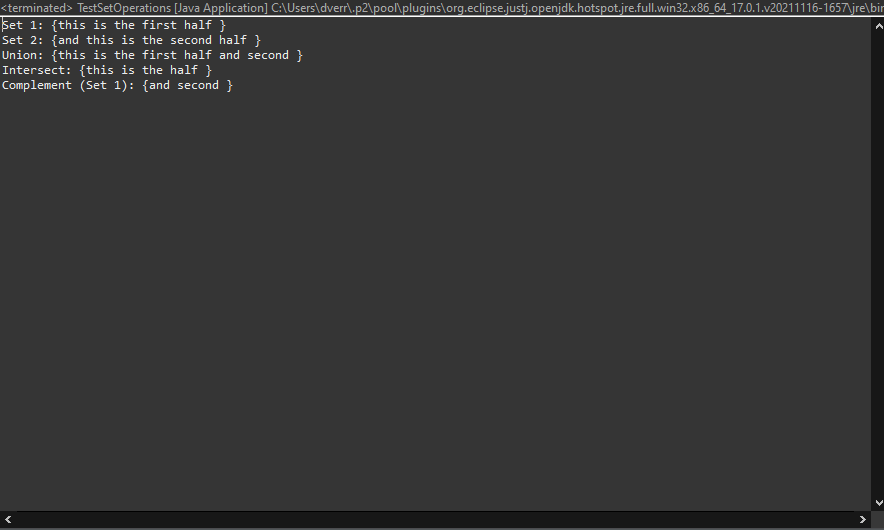 <terminated> TestSetOperations [Java Application] C:\Users\dverr\.p2\pool\plugins\org.eclipse.justj.openjdk.hotspot.jre.full.win32.x86_64_17.0.1.v20211116-1657\jre\bin
Set 1: {this is the first half }
Set 2: {and this is the second half }
Union: {this is the first half and second }
Intersect: {this is the half }
Complement (Set 1): {and second }